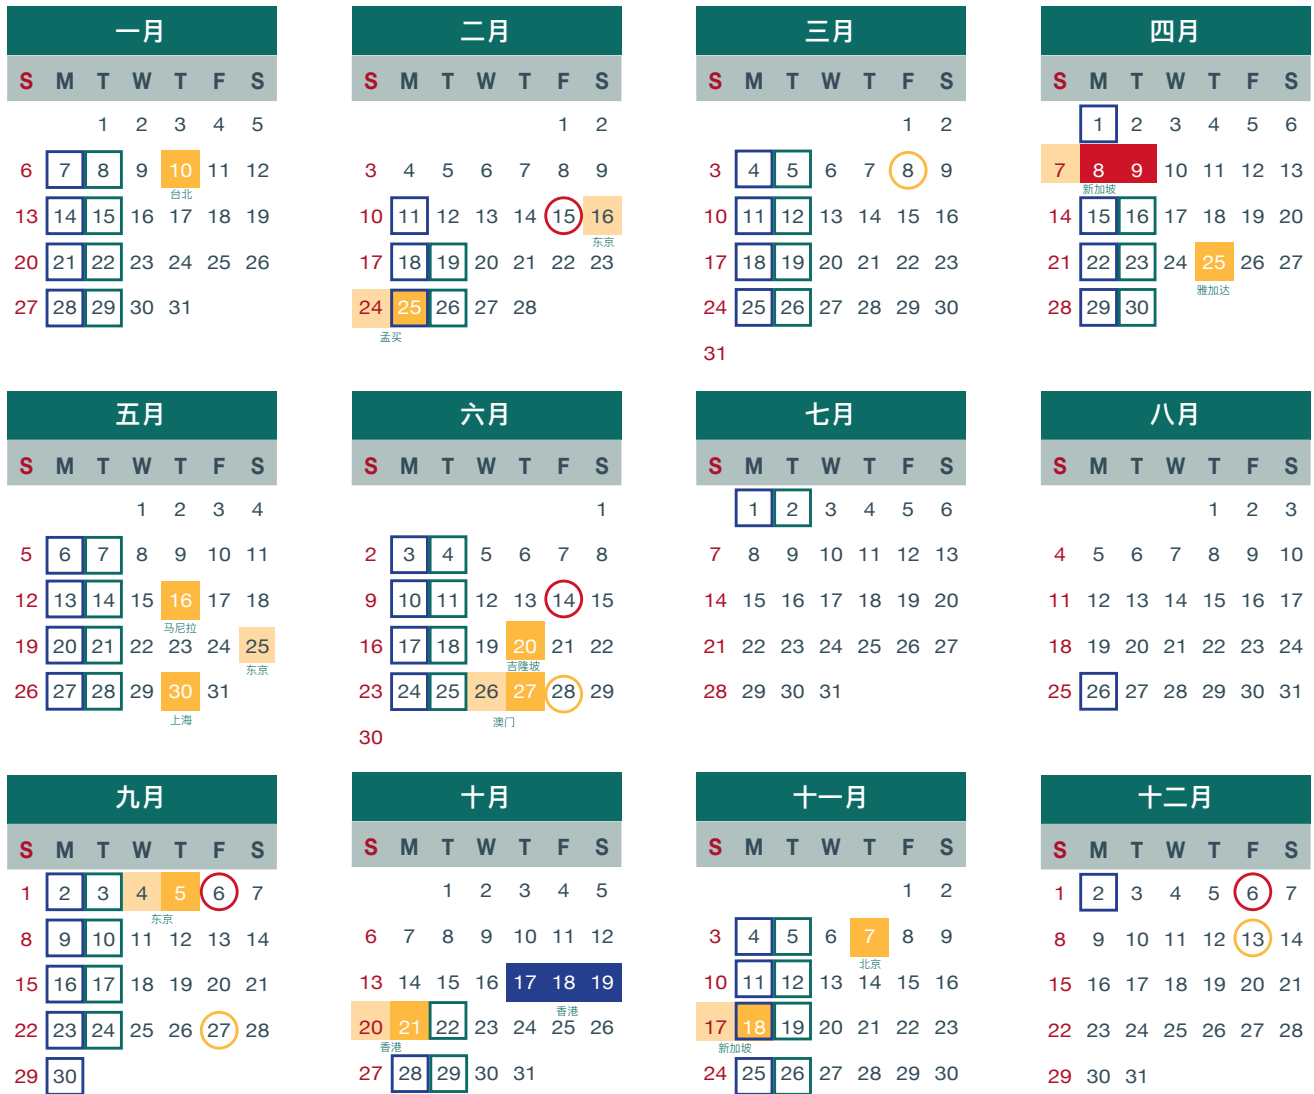 一月
S M T W T F S
1 2 3 4 5
6 7 8 9 10 11 12
台北
13 14 15 16 17 18 19
20 21 22 23 24 25 26
27 28 29 30 31
二月
S M T W T F S
1 2
3 4 5 6 7 8 9
10 11 12 13 14 15 16
东京
17 18 19 20 21 22 23
24 25 26 27 28
孟买
三月
S M T W T F S
1 2
3 4 5 6 7 8 9
10 11 12 13 14 15 16
17 18 19 20 21 22 23
24 25 26 27 28 29 30
31
四月
S M T W T F S
1 2 3 4 5 6
7 8 9 10 11 12 13
新加坡
14 15 16 17 18 19 20
21 22 23 24 25 26 27
雅加达
28 29 30
五月
S M T W T F S
1 2 3 4
5 6 7 8 9 10 11
12 13 14 15 16 17 18
马尼拉
19 20 21 22 23 24 25
东京
26 27 28 29 30 31
上海
六月
S M T W T F S
1
2 3 4 5 6 7 8
9 10 11 12 13 14 15
16 17 18 19 20 21 22
吉隆坡
23 24 25 26 27 28 29
澳门
30
七月
S M T W T F S
1 2 3 4 5 6
7 8 9 10 11 12 13
14 15 16 17 18 19 20
21 22 23 24 25 26 27
28 29 30 31
八月
S M T W T F S
1 2 3
4 5 6 7 8 9 10
11 12 13 14 15 16 17
18 19 20 21 22 23 24
25 26 27 28 29 30 31
九月
S M T W T F S
1 2 3 4 5 6 7
东京
8 9 10 11 12 13 14
15 16 17 18 19 20 21
22 23 24 25 26 27 28
29 30
十月
S M T W T F S
1 2 3 4 5
6 7 8 9 10 11 12
13 14 15 16 17 18 19
香港
20 21 22 23 24 25 26
香港
27 28 29 30 31
十一月
S M T W T F S
1 2
3 4 5 6 7 8 9
北京
10 11 12 13 14 15 16
17 18 19 20 21 22 23
新加坡
24 25 26 27 28 29 30
十二月
S M T W T F S
1 2 3 4 5 6 7
8 9 10 11 12 13 14
15 16 17 18 19 20 21
22 23 24 25 26 27 28
29 30 31